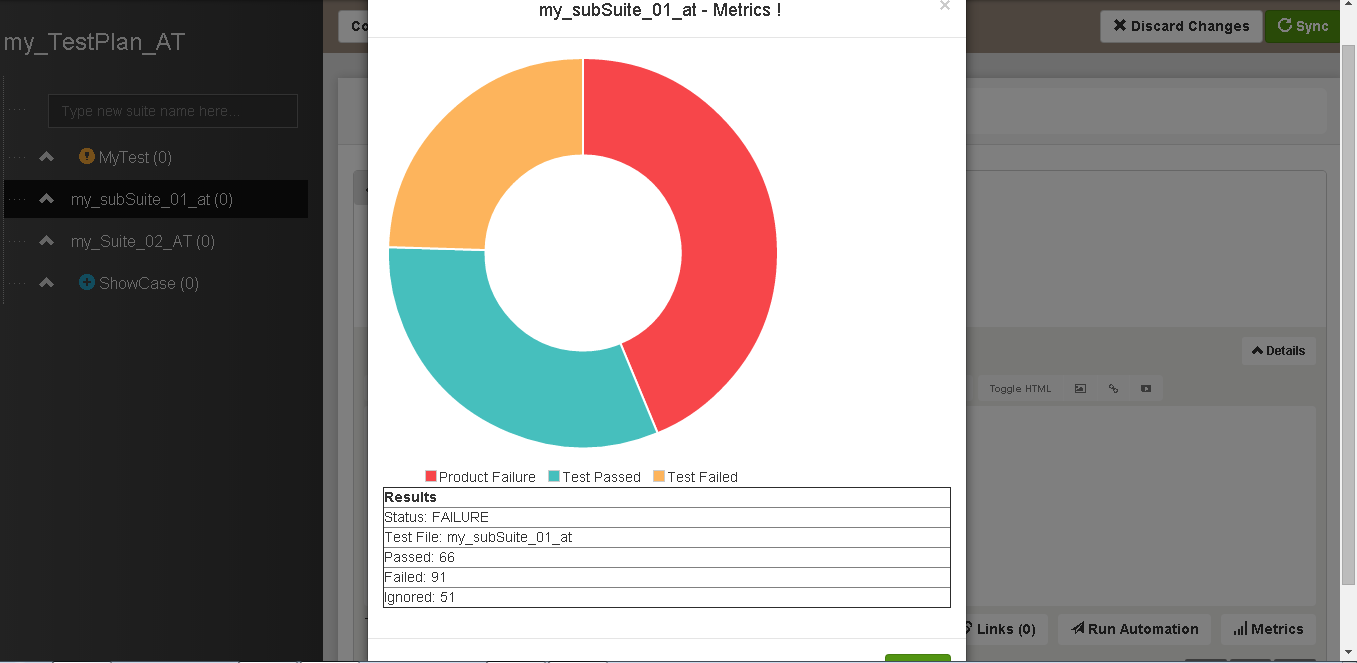 my_subSuite_01_at - Metrics !
×
my_TestPlan_AT
Co
Discard Changes
Sync
Type new suite name here...
MyTest (0)
my_subSuite_01_at (0)
my_Suite_02_AT (0)
ShowCase (0)
Details
Toggle HTML
Product Failure Test Passed Test Failed
Results
Status: FAILURE
Test File: my_subSuite_01_at
Passed: 66
Failed: 91
Ignored: 51
Links (0)
Run Automation
Metrics